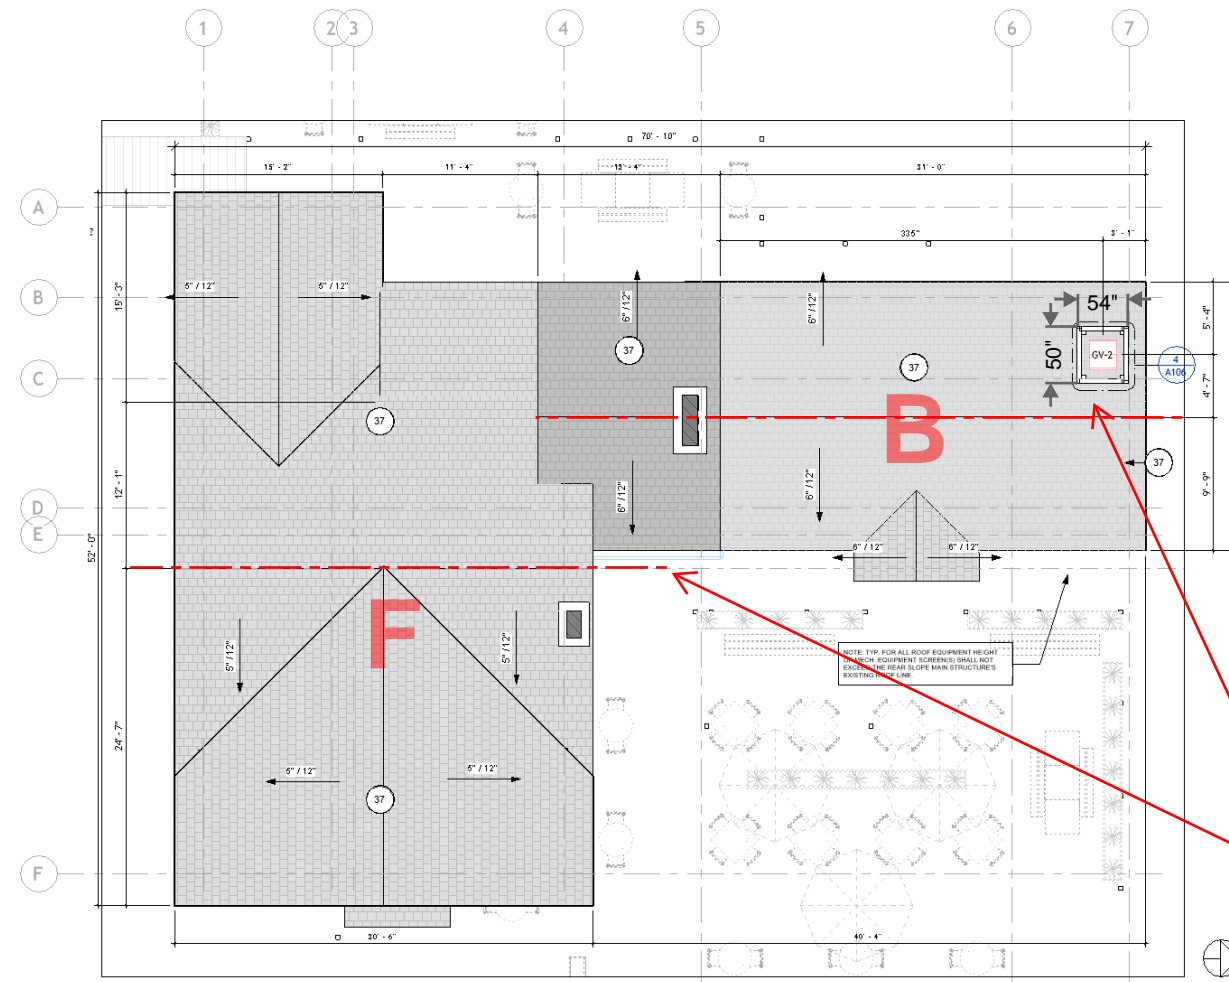 1
2
3
4
5
6
7
70' - 10"
15' - 2"
11' - 4"
13' - 4"
31' - 0"
A
335"
3' - 1"
B
5" / 12"
5" / 12"
6" / 12"
6" / 12"
54"
5' - 4"
15' - 3"
37
50"
GV-2
4
A106
C
37
4' - 7"
37
B
37
12' - 1"
6" / 12"
6" / 12"
9' - 9"
D
E
52' - 0"
6" / 12"
6" / 12"
F
5" / 12"
5" / 12"
NOTE: TYP. FOR ALL ROOF EQUIPMENT HEIGHT
OF MECH. EQUIPMENT SCREEN(S) SHALL NOT
EXCEED THE REAR SLOPE MAIN STRUCTURE'S
EXISTING ROOF LINE.
24' - 7"
5" / 12"
5" / 12"
37
F
30' - 6"
40' - 4"